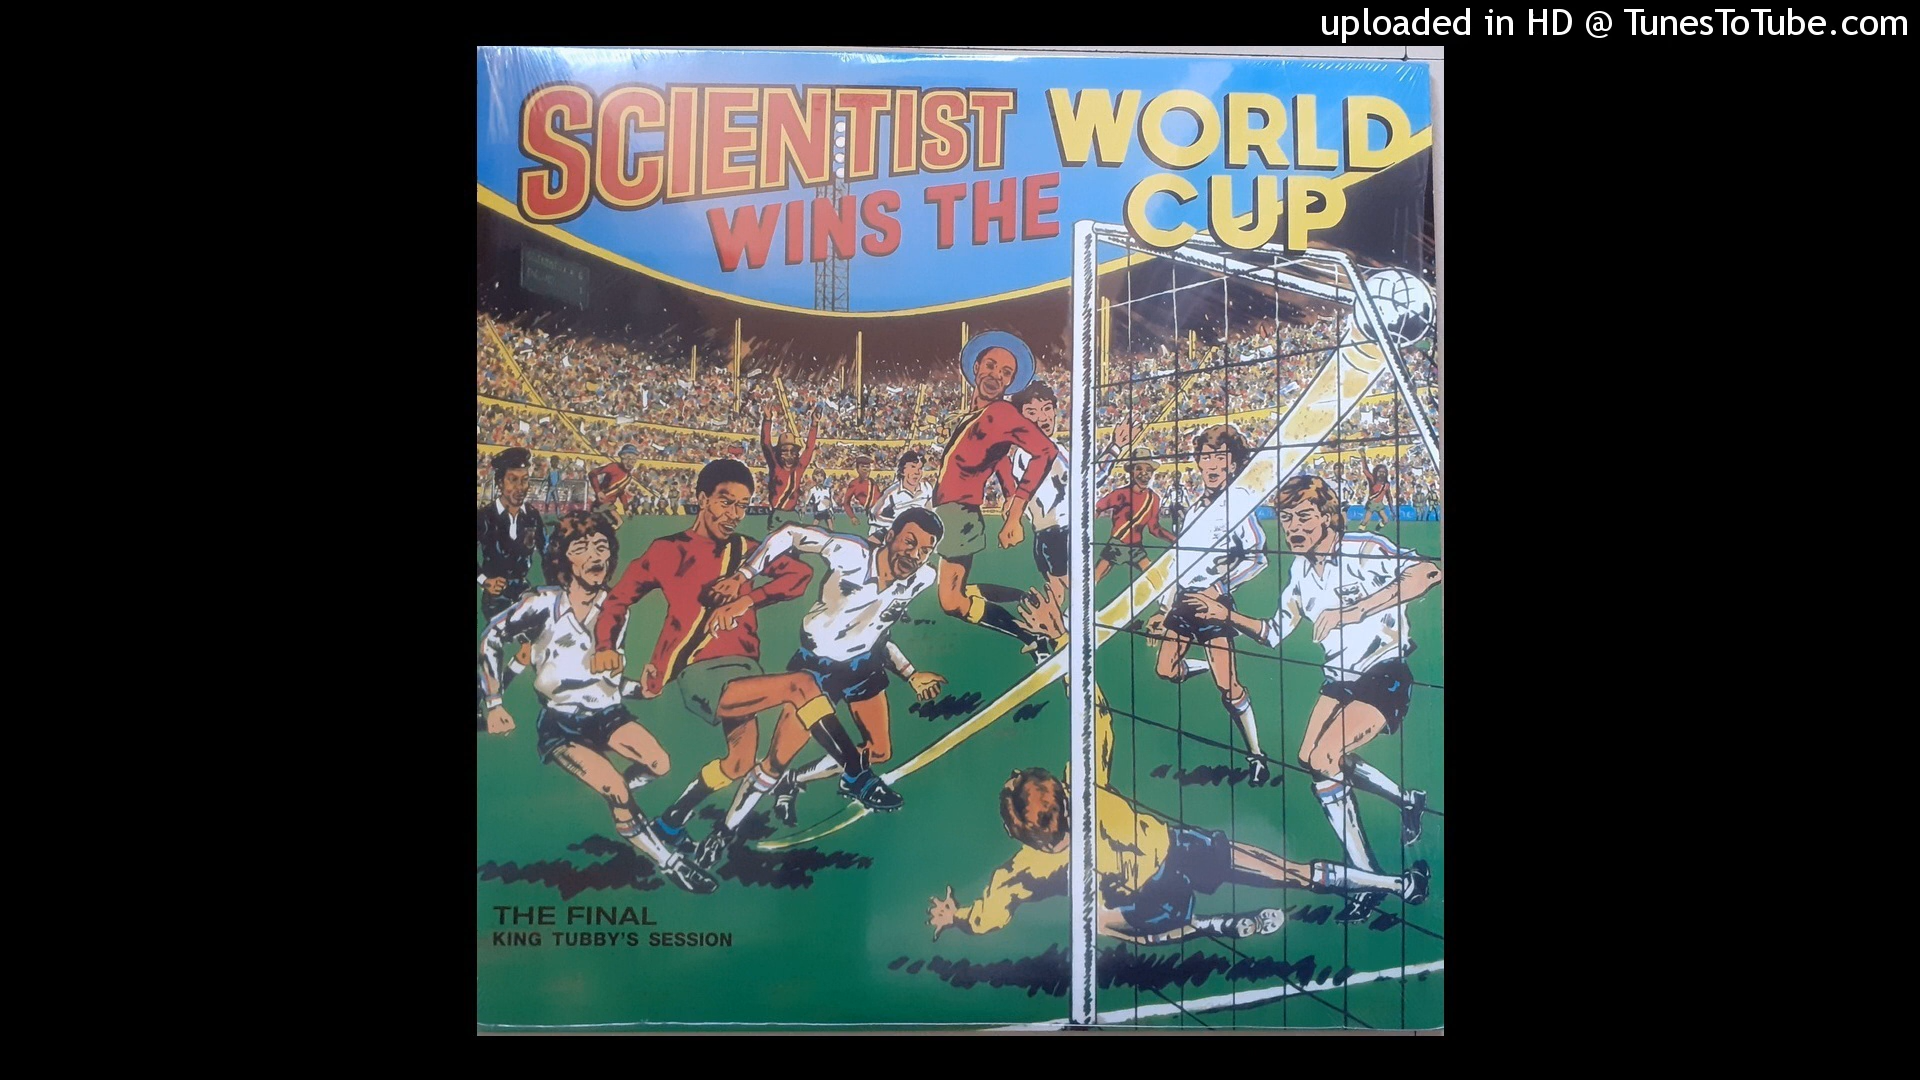 uploaded in HD @ TunesToTube.com
SCIENTIST WORLD
WINS THE CUP
THE FINAL
KING TUBBY'S SESSION